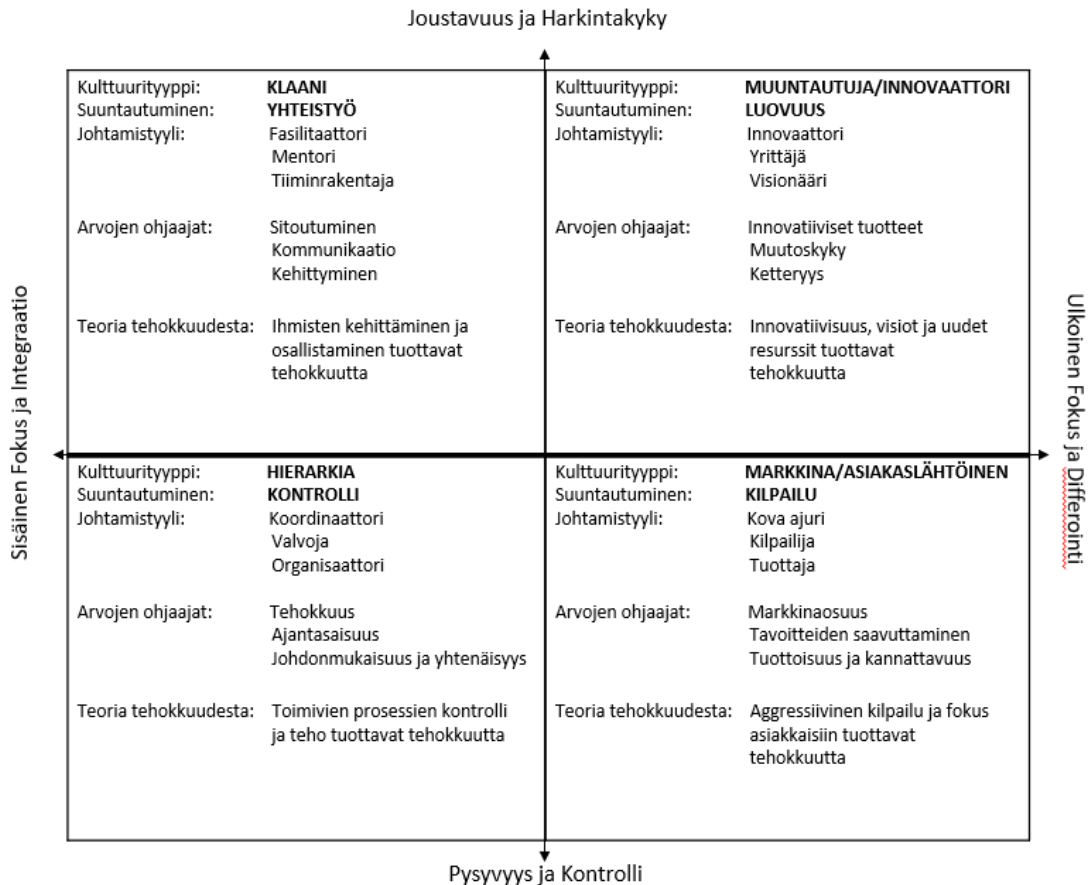 Joustavuus ja Harkintakyky
Kulttuurityyppi: KLAANI
Suuntautuminen: YHTEISTYÖ
Johtamistyyli: Fasilitaattori
Mentori
Tiiminrakentaja
Arvojen ohjaajat: Sitoutuminen
Kommunikaatio
Kehittyminen
Teoria tehokkuudesta: Ihmisten kehittäminen ja
osallistaminen tuottavat
tehokkuutta
Kulttuurityyppi: MUUNTAUTUJA/INNOVAATTORI
Suuntautuminen: LUOVUUS
Johtamistyyli: Innovaattori
Yrittäjä
Visionääri
Arvojen ohjaajat: Innovatiiviset tuotteet
Muutoskyky
Ketteryys
Teoria tehokkuudesta: Innovatiivisuus, visiot ja uudet
resurssit tuottavat
tehokkuutta
Sisäinen Fokus ja Integraatio
Ulkoinen Fokus ja Differointi
Kulttuurityyppi: HIERARKIA
Suuntautuminen: KONTROLLI
Johtamistyyli: Koordinaattori
Valvoja
Organisaattori
Arvojen ohjaajat: Tehokkuus
Ajantasaisuus
Johdonmukaisuus ja yhtenäisyys
Teoria tehokkuudesta: Toimivien prosessien kontrolli
ja teho tuottavat tehokkuutta
Kulttuurityyppi: MARKKINA/ASIAKASLÄHTÖINEN
Suuntautuminen: KILPAILU
Johtamistyyli: Kova ajuri
Kilpailija
Tuottaja
Arvojen ohjaajat: Markkinaosuus
Tavoitteiden saavuttaminen
Tuottoisuus ja kannattavuus
Teoria tehokkuudesta: Aggressiivinen kilpailu ja fokus
asiakkaisiin tuottavat
tehokkuutta
Pysyvyys ja Kontrolli